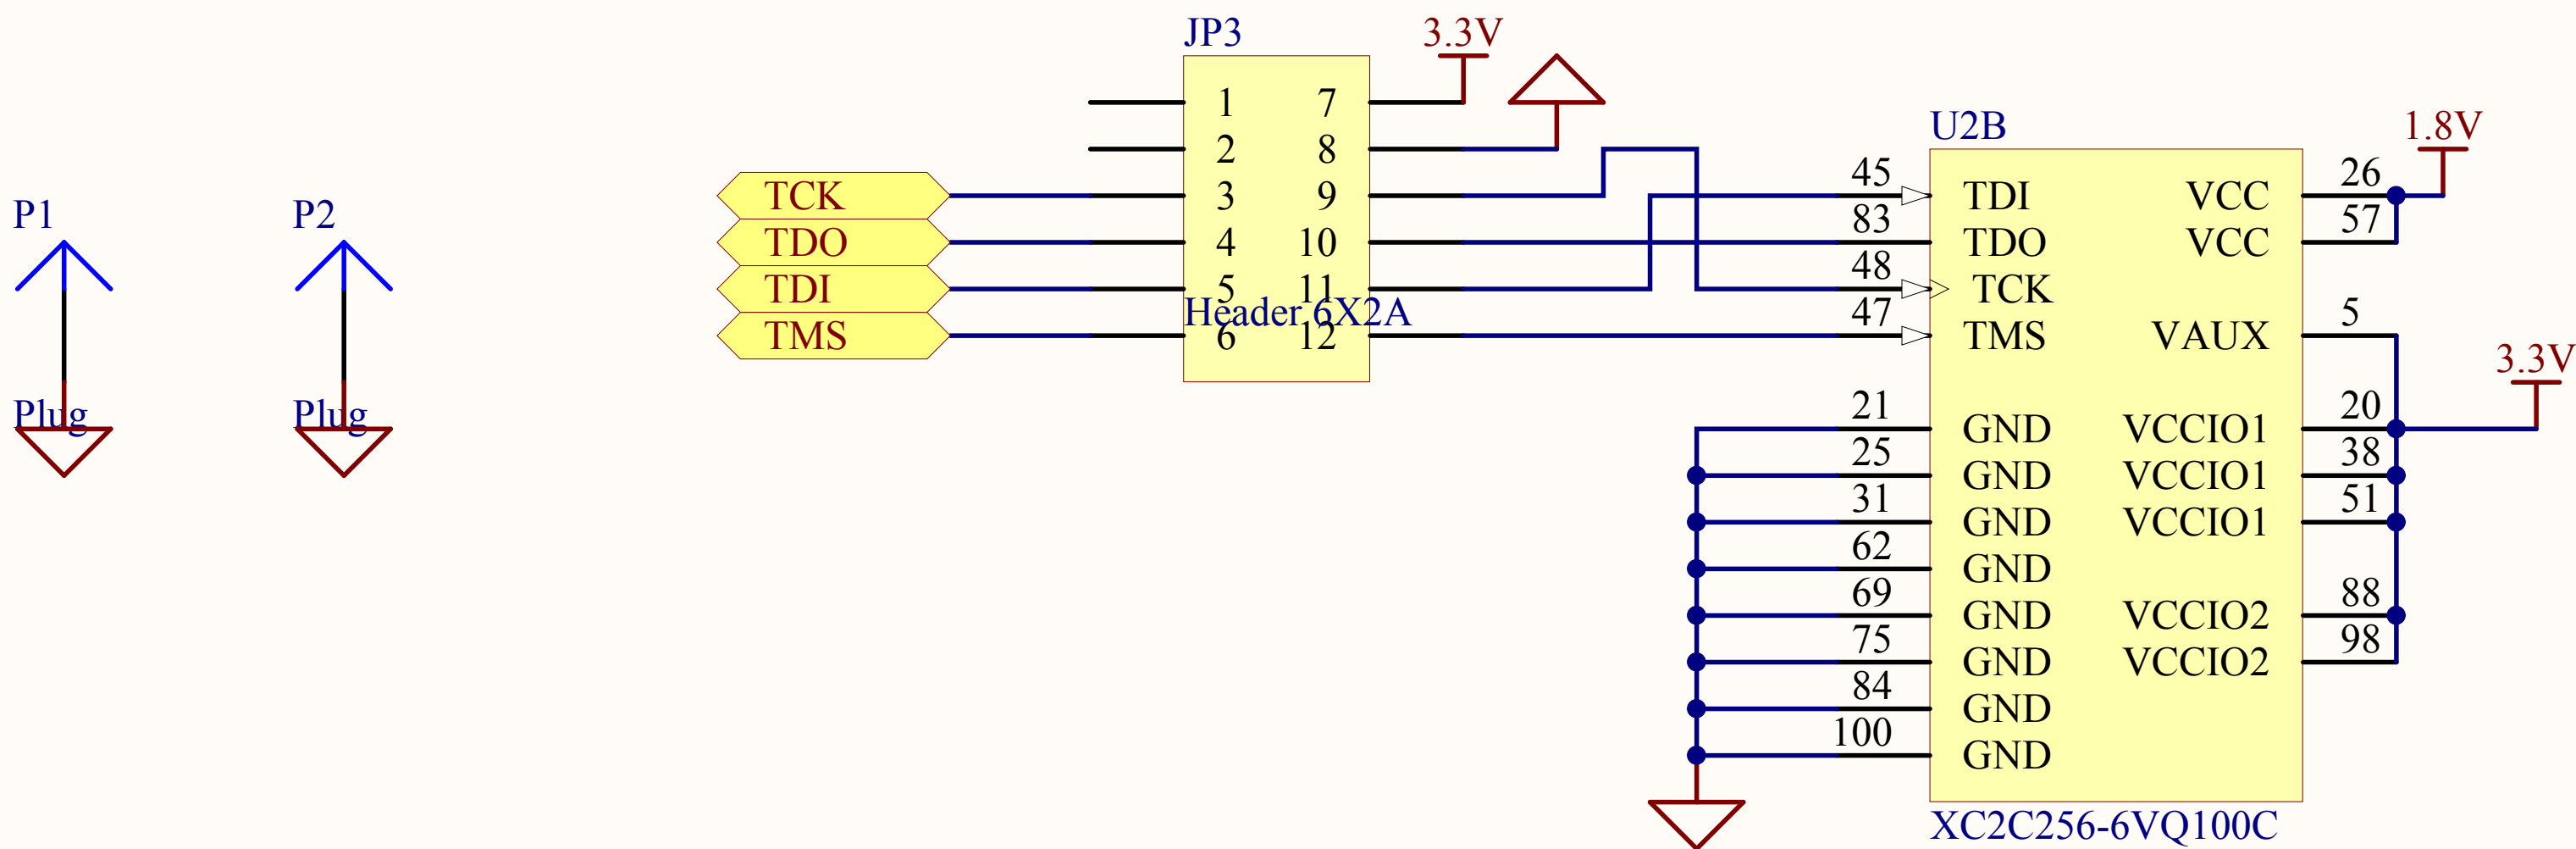 JP3
3.3V
1 7
2 8
TCK 3 9
TDO 4 10
TDI 5 11
Header 6X2A
TMS 6 12
P1
Plug
P2
Plug
U2B
1.8V
45 TDI VCC 26
83 TDO VCC 57
48 TCK
47 TMS VAUX 5
3.3V
21 GND VCCIO1 20
25 GND VCCIO1 38
31 GND VCCIO1 51
62 GND
69 GND VCCIO2 88
75 GND VCCIO2 98
84 GND
100 GND
XC2C256-6VQ100C